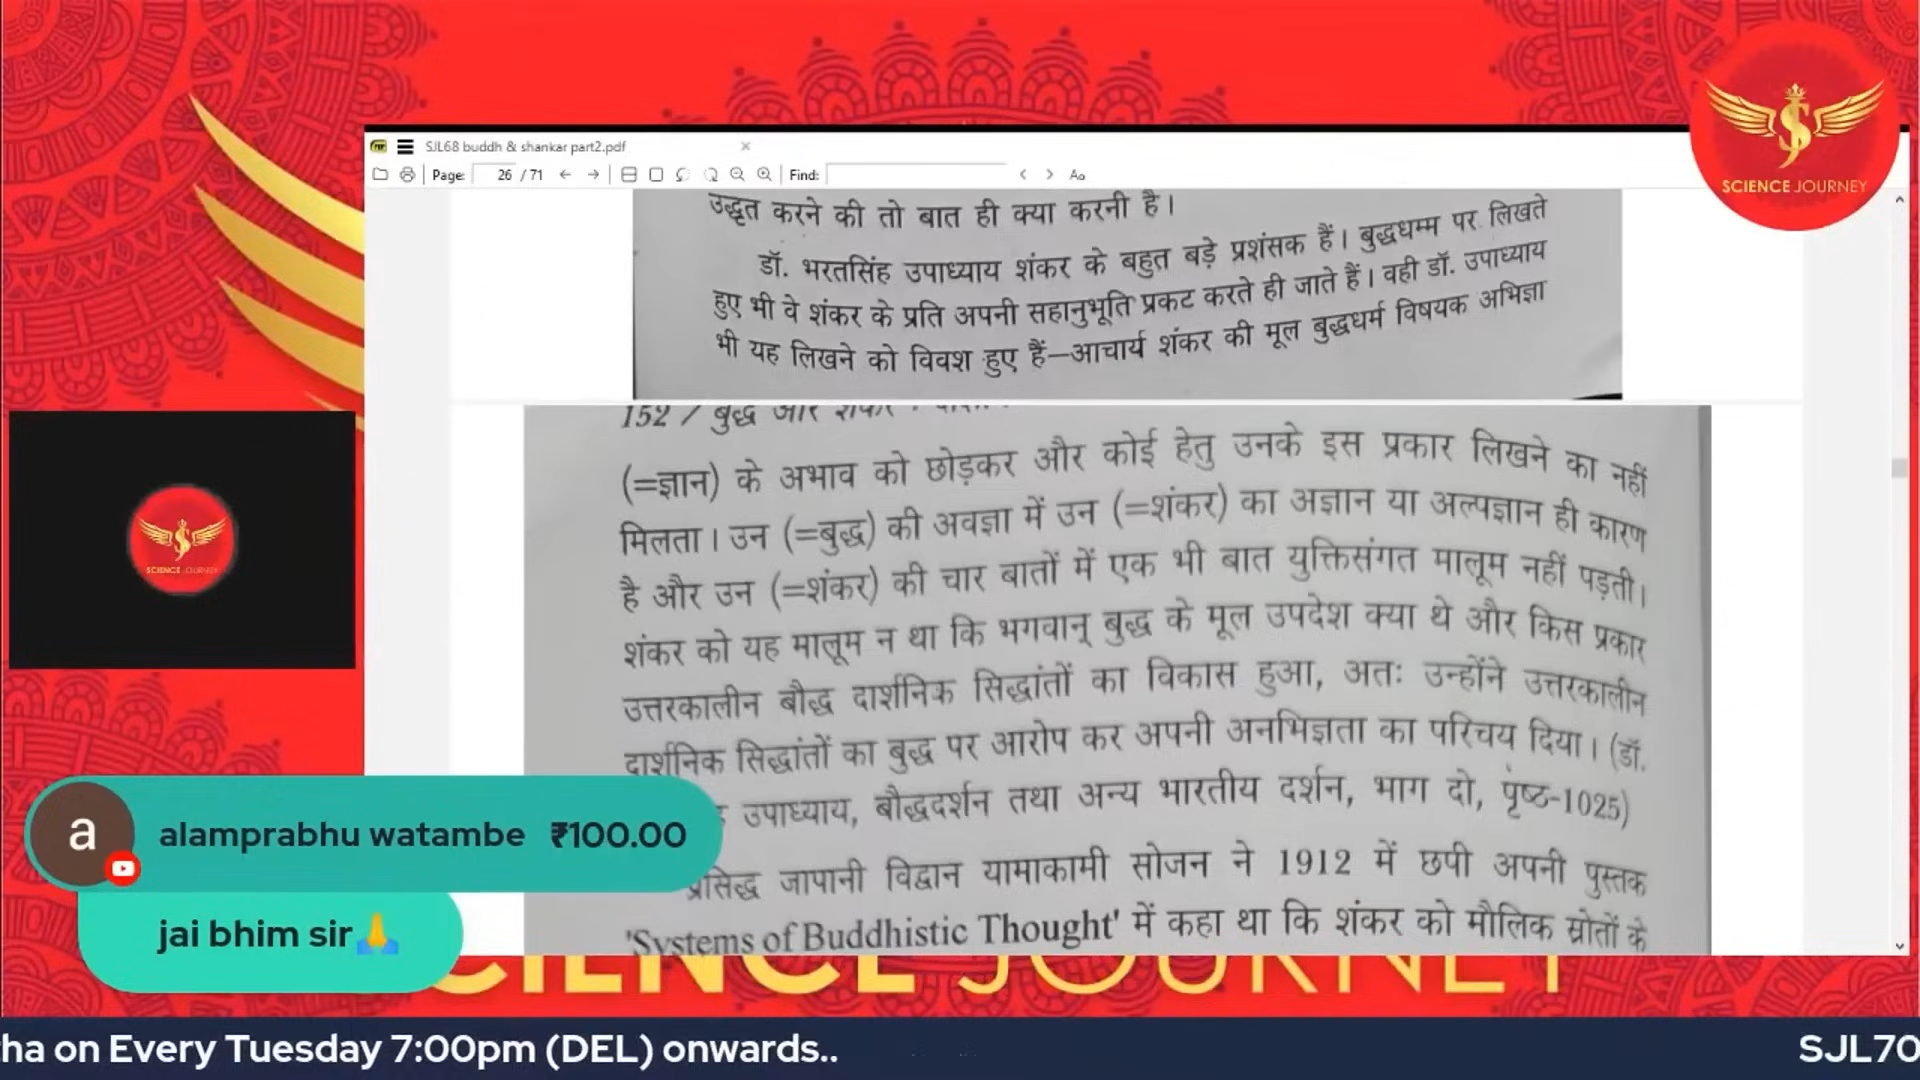 SCIENCE JOURNEY
SJL68 buddh & shankar part2.pdf
Page: 26 / 71 Find: Aa
उद्धृत करने की तो बात ही क्या करनी है।
डॉ. भरतसिंह उपाध्याय शंकर के बहुत बड़े प्रशंसक हैं। बुद्धधम्म पर लिखते
हुए भी वे शंकर के प्रति अपनी सहानुभूति प्रकट करते ही जाते हैं। वही डॉ. उपाध्याय
भी यह लिखने को विवश हुए हैं—आचार्य शंकर की मूल बुद्धधर्म विषयक अभिज्ञा
152 / बुद्ध और शंकर :
(=ज्ञान) के अभाव को छोड़कर और कोई हेतु उनके इस प्रकार लिखने का नहीं
मिलता। उन (=बुद्ध) की अवज्ञा में उन (=शंकर) का अज्ञान या अल्पज्ञान ही कारण
है और उन (=शंकर) की चार बातों में एक भी बात युक्तिसंगत मालूम नहीं पड़ती।
शंकर को यह मालूम न था कि भगवान् बुद्ध के मूल उपदेश क्या थे और किस प्रकार
उत्तरकालीन बौद्ध दार्शनिक सिद्धांतों का विकास हुआ, अतः उन्होंने उत्तरकालीन
दार्शनिक सिद्धांतों का बुद्ध पर आरोप कर अपनी अनभिज्ञता का परिचय दिया। (डॉ.
उपाध्याय, बौद्धदर्शन तथा अन्य भारतीय दर्शन, भाग दो, पृष्ठ-1025)
प्रसिद्ध जापानी विद्वान यामाकामी सोजन ने 1912 में छपी अपनी पुस्तक
'Systems of Buddhistic Thought' में कहा था कि शंकर को मौलिक स्रोतों के
SCIENCE JOURNEY
a
alamprabhu watambe ₹100.00
jai bhim sir🙏
SCIENCE JOURNEY
tha on Every Tuesday 7:00pm (DEL) onwards..
SJL70